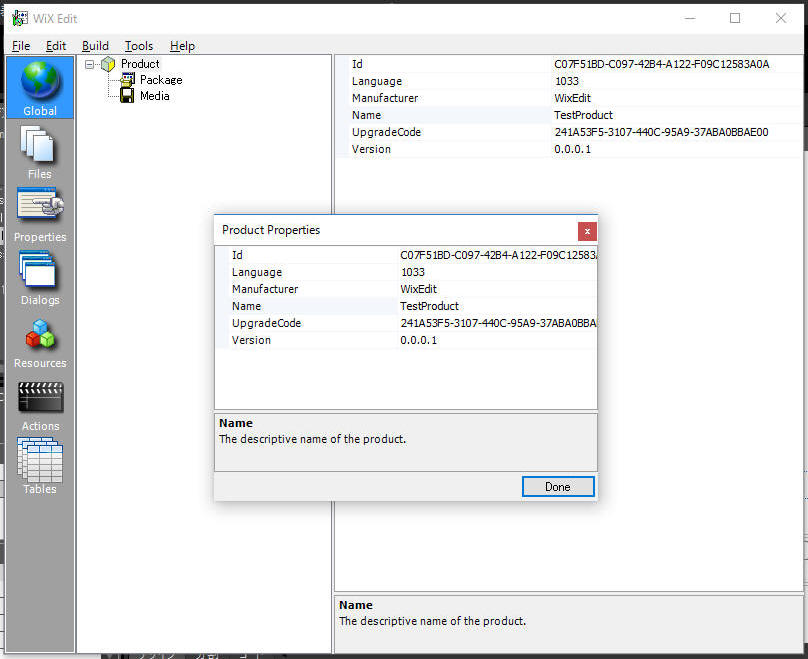 WiX Edit
File Edit Build Tools Help
Global
Files
Properties
Dialogs
Resources
Actions
Tables
Product
Package
Media
Id C07F51BD-C097-42B4-A122-F09C12583A0A
Language 1033
Manufacturer WixEdit
Name TestProduct
UpgradeCode 241A53F5-3107-440C-95A9-37ABA0BBAE00
Version 0.0.0.1
Product Properties
Id C07F51BD-C097-42B4-A122-F09C12583
Language 1033
Manufacturer WixEdit
Name TestProduct
UpgradeCode 241A53F5-3107-440C-95A9-37ABA0BBA
Version 0.0.0.1
Name
The descriptive name of the product.
Done
Name
The descriptive name of the product.